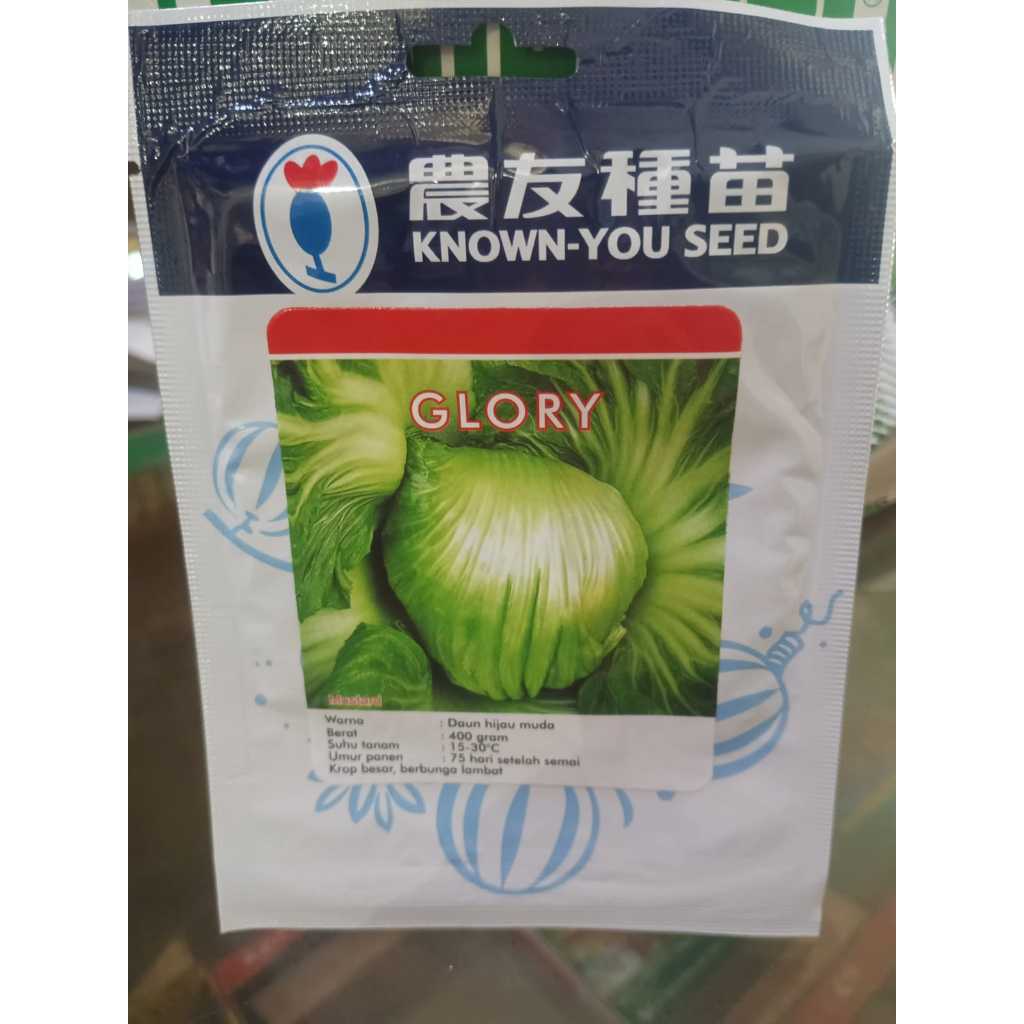 農友種苗
KNOWN-YOU SEED
GLORY
Mustard
Warna : Daun hijau muda
Berat : 400 gram
Suhu tanam : 15-30°C
Umur panen : 75 hari setelah semai
Krop besar, berbunga lambat